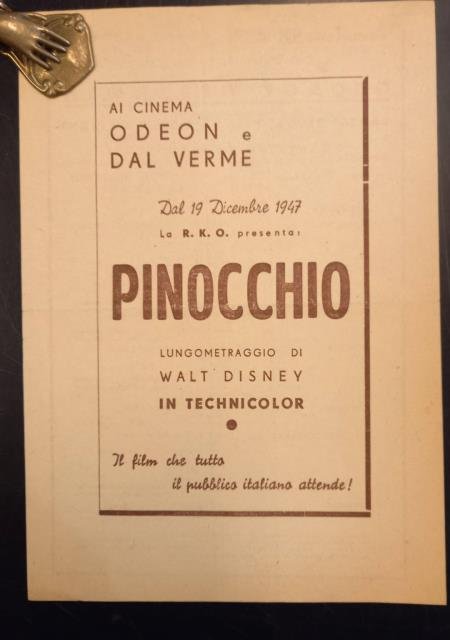 AI CINEMA
ODEON e
DAL VERME
Dal 19 Dicembre 1947
La R. K. O. presenta:
PINOCCHIO
LUNGOMETRAGGIO DI
WALT DISNEY
IN TECHNICOLOR
Il film che tutto
il pubblico italiano attende!